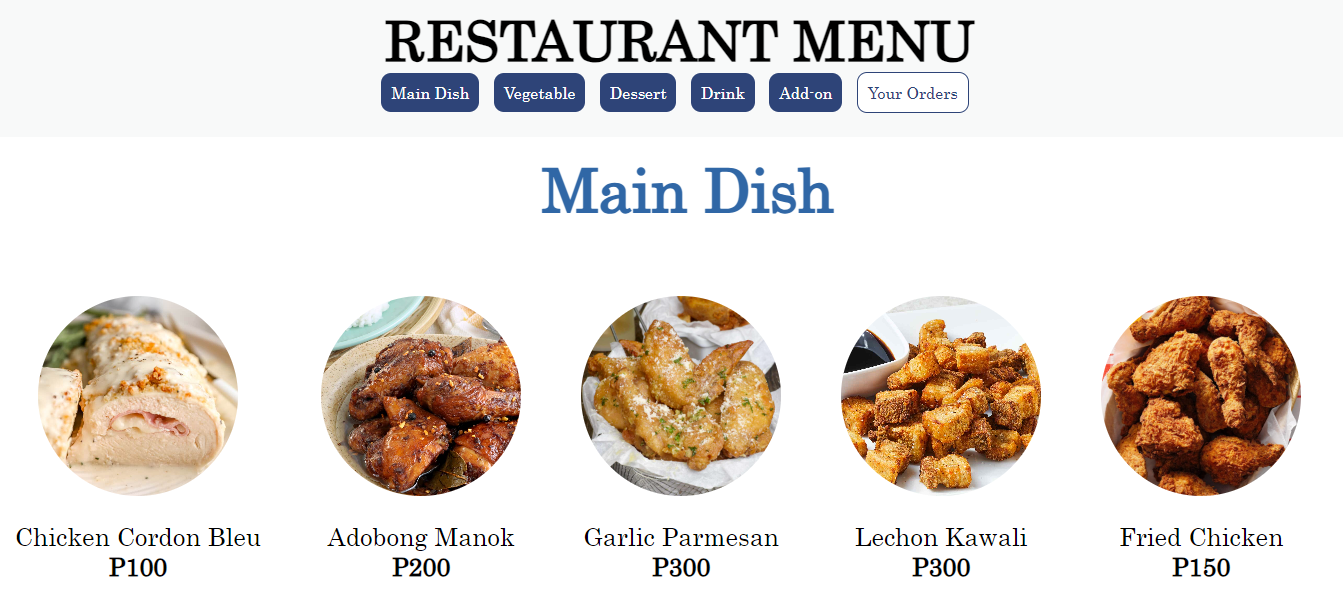 RESTAURANT MENU
Main Dish Vegetable Dessert Drink Add-on Your Orders
Main Dish
Chicken Cordon Bleu Adobong Manok Garlic Parmesan Lechon Kawali Fried Chicken
P100 P200 P300 P300 P150